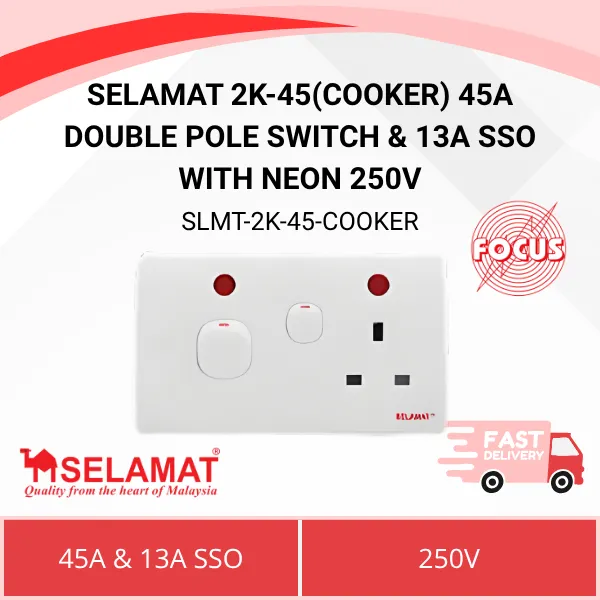 SELAMAT 2K-45(COOKER) 45A
DOUBLE POLE SWITCH & 13A SSO
WITH NEON 250V
SLMT-2K-45-COOKER
FOCUS
SELAMAT™
FAST
DELIVERY
SELAMAT®
Quality from the heart of Malaysia
45A & 13A SSO
250V